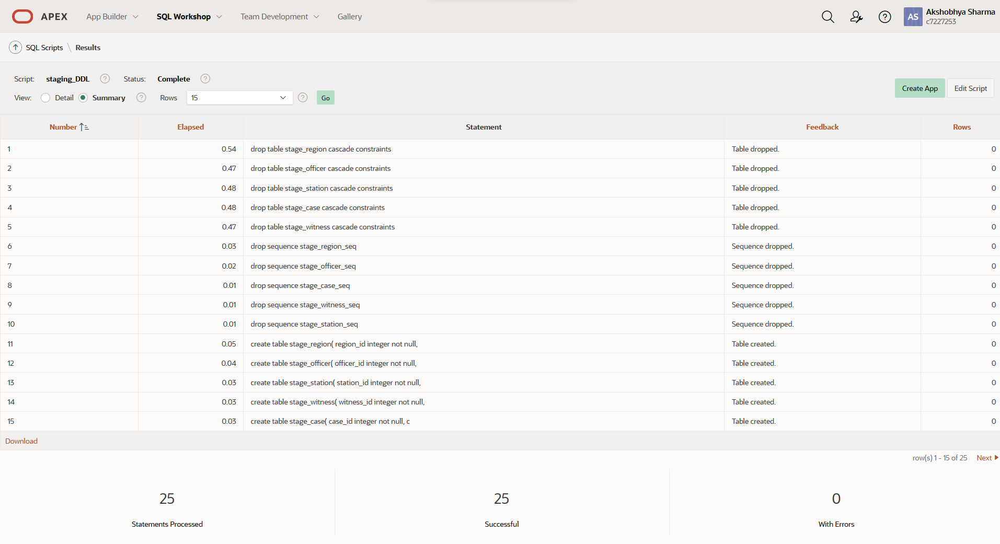 APEX App Builder SQL Workshop Team Development Gallery AS Akshobhya Sharma
c7227253
SQL Scripts \ Results
Script: staging_DDL ? Status: Complete ?
View: Detail Summary ? Rows 15 ? Go
Create App Edit Script
Number Elapsed Statement Feedback Rows
1 0.54 drop table stage_region cascade constraints Table dropped. 0
2 0.47 drop table stage_officer cascade constraints Table dropped. 0
3 0.48 drop table stage_station cascade constraints Table dropped. 0
4 0.48 drop table stage_case cascade constraints Table dropped. 0
5 0.47 drop table stage_witness cascade constraints Table dropped. 0
6 0.03 drop sequence stage_region_seq Sequence dropped. 0
7 0.02 drop sequence stage_officer_seq Sequence dropped. 0
8 0.01 drop sequence stage_case_seq Sequence dropped. 0
9 0.01 drop sequence stage_witness_seq Sequence dropped. 0
10 0.01 drop sequence stage_station_seq Sequence dropped. 0
11 0.05 create table stage_region( region_id integer not null, Table created. 0
12 0.04 create table stage_officer( officer_id integer not null, Table created. 0
13 0.03 create table stage_station( station_id integer not null, Table created. 0
14 0.03 create table stage_witness( witness_id integer not null, Table created. 0
15 0.03 create table stage_case( case_id integer not null, c Table created. 0
Download
row(s) 1 - 15 of 25 Next
25 25 0
Statements Processed Successful With Errors